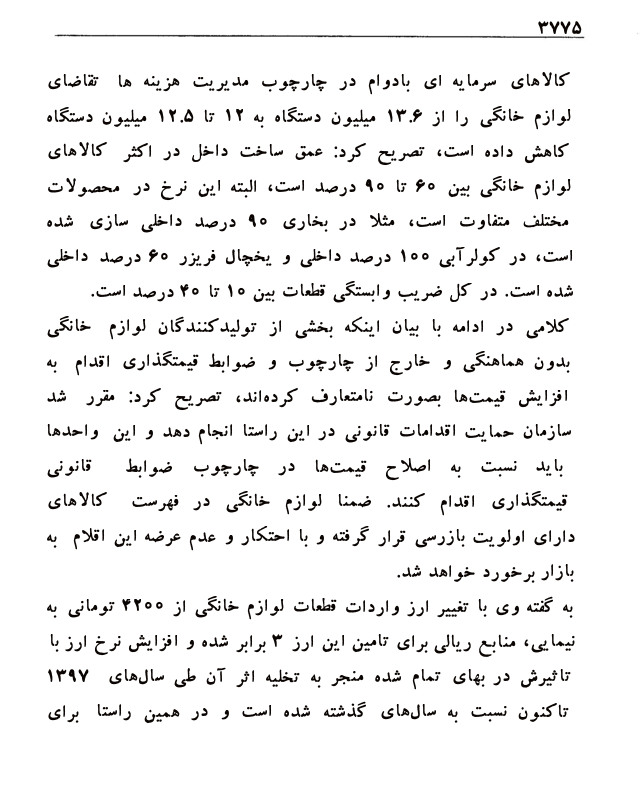 ۳۷۷۵
کالاهای سرمایه ای بادوام در چارچوب مدیریت هزینه ها تقاضای
لوازم خانگی را از ۱۳.۶ میلیون دستگاه به ۱۲ تا ۱۲.۵ میلیون دستگاه
کاهش داده است، تصریح کرد: عمق ساخت داخل در اکثر کالاهای
لوازم خانگی بین ۶۰ تا ۹۰ درصد است، البته این نرخ در محصولات
مختلف متفاوت است، مثلا در بخاری ۹۰ درصد داخلی سازی شده
است، در کولرآبی ۱۰۰ درصد داخلی و یخچال فریزر ۶۰ درصد داخلی
شده است. در کل ضریب وابستگی قطعات بین ۱۰ تا ۴۰ درصد است.
کلامی در ادامه با بیان اینکه بخشی از تولیدکنندگان لوازم خانگی
بدون هماهنگی و خارج از چارچوب و ضوابط قیمتگذاری اقدام به
افزایش قیمت‌ها بصورت نامتعارف کرده‌اند، تصریح کرد: مقرر شد
سازمان حمایت اقدامات قانونی در این راستا انجام دهد و این واحدها
باید نسبت به اصلاح قیمت‌ها در چارچوب ضوابط قانونی
قیمتگذاری اقدام کنند. ضمنا لوازم خانگی در فهرست کالاهای
دارای اولویت بازرسی قرار گرفته و با احتکار و عدم عرضه این اقلام به
بازار برخورد خواهد شد.
به گفته وی با تغییر ارز واردات قطعات لوازم خانگی از ۴۲۰۰ تومانی به
نیمایی، منابع ریالی برای تامین این ارز ۳ برابر شده و افزایش نرخ ارز با
تاثیرش در بهای تمام شده منجر به تخلیه اثر آن طی سال‌های ۱۳۹۷
تاکنون نسبت به سال‌های گذشته شده است و در همین راستا برای